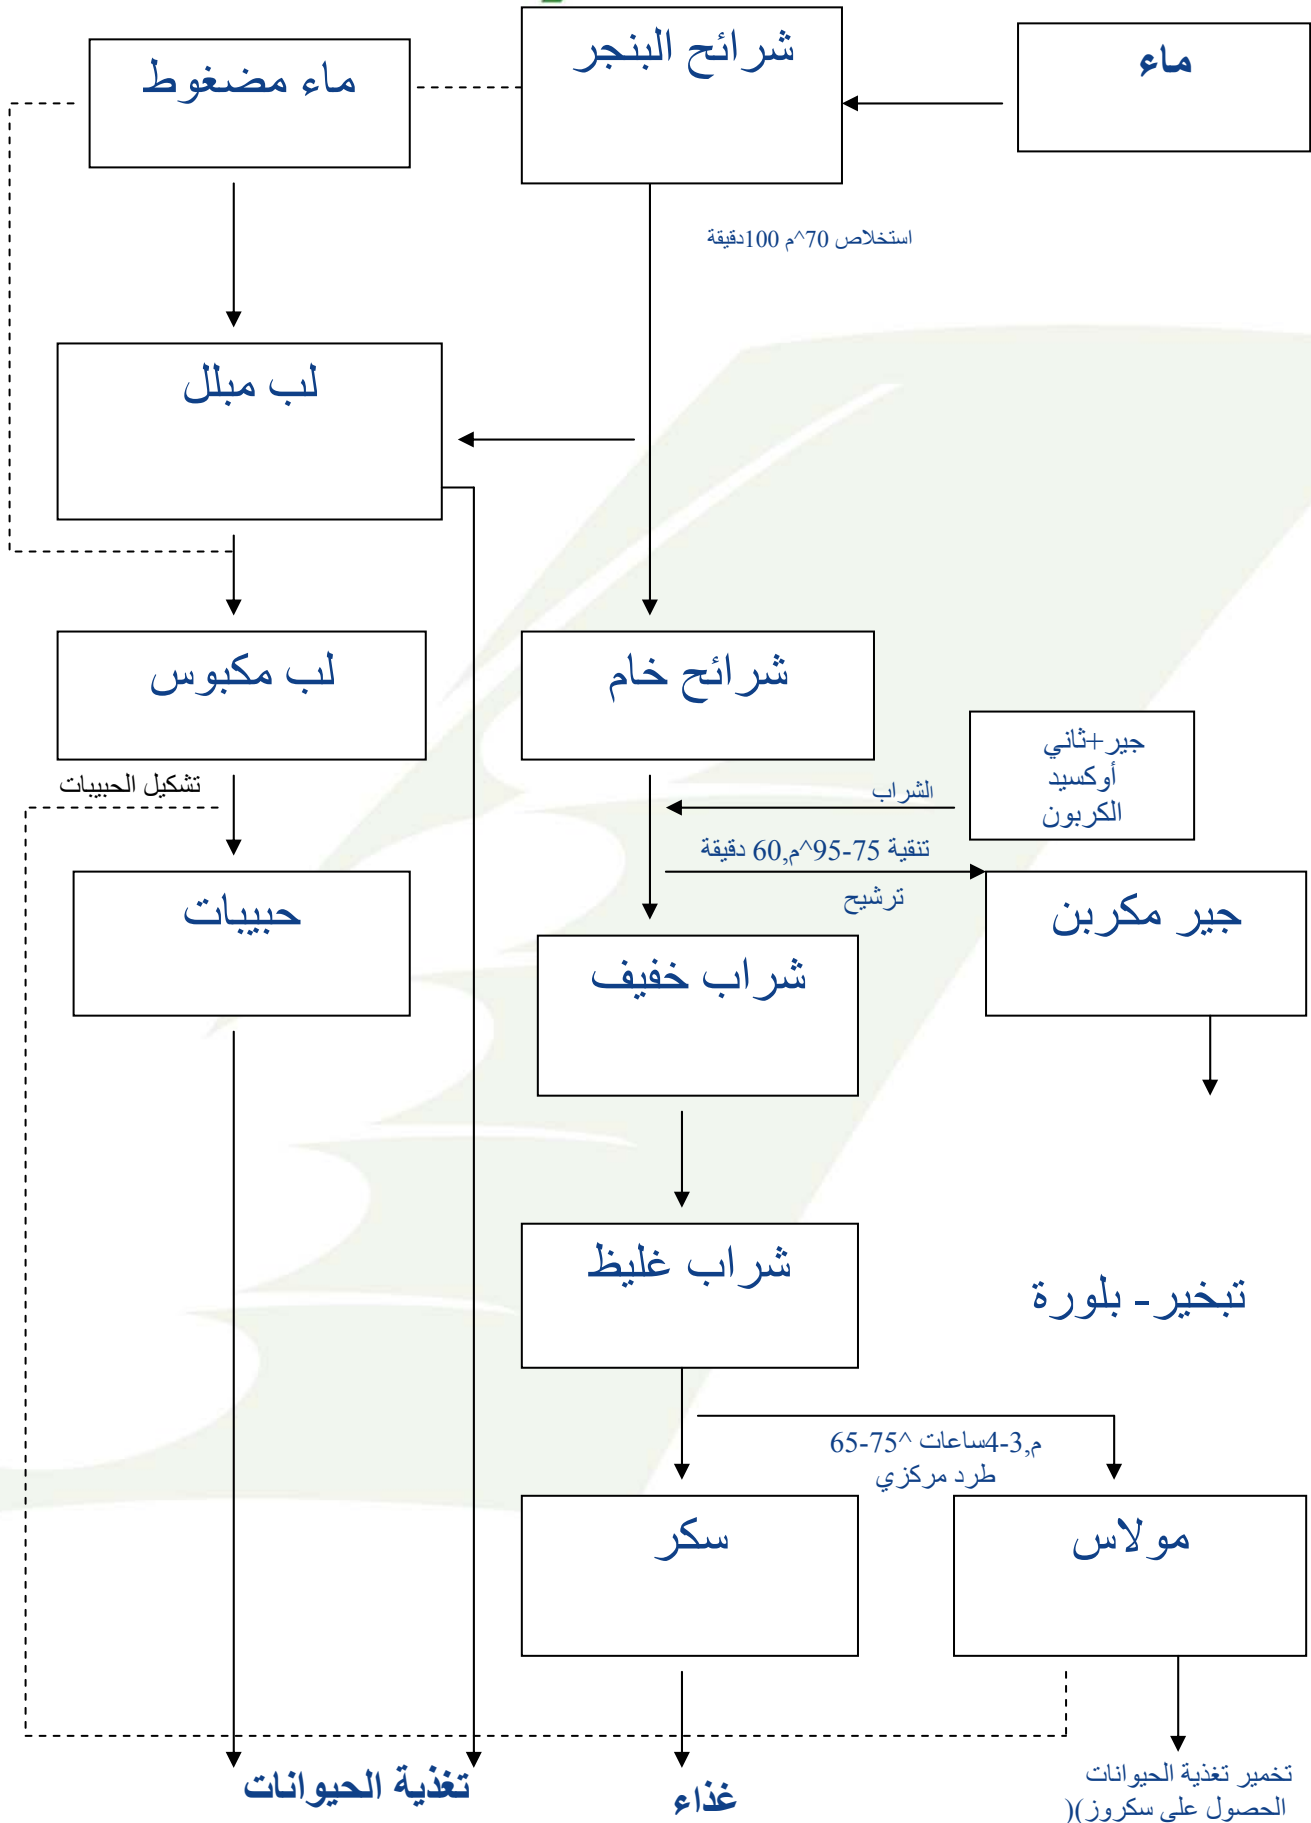 ماء
شرائح البنجر
ماء مضغوط
استخلاص 70^م 100دقيقة
لب مبلل
شرائح خام
لب مكبوس
جير+ثاني
أوكسيد
الكربون
الشراب
تشكيل الحبيبات
تنقية 75-95^م,60 دقيقة
ترشيح
جير مكربن
حبيبات
شراب خفيف
شراب غليظ
تبخير- بلورة
م,3-4ساعات ^75-65
طرد مركزي
مولاس
سكر
تخمير تغذية الحيوانات
الحصول على سكروز)(
غذاء
تغذية الحيوانات